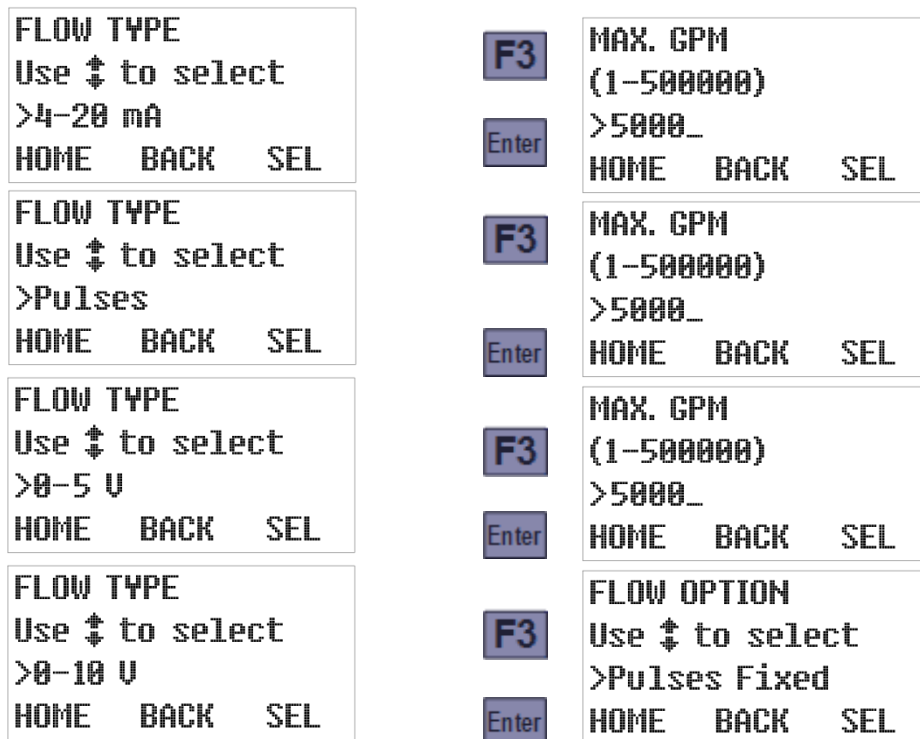 FLOW TYPE
Use ↕ to select
>4-20 mA
HOME BACK SEL
F3
Enter
MAX. GPM
(1-500000)
>5000_
HOME BACK SEL
FLOW TYPE
Use ↕ to select
>Pulses
HOME BACK SEL
F3
Enter
MAX. GPM
(1-500000)
>5000_
HOME BACK SEL
FLOW TYPE
Use ↕ to select
>0-5 V
HOME BACK SEL
F3
Enter
MAX. GPM
(1-500000)
>5000_
HOME BACK SEL
FLOW TYPE
Use ↕ to select
>0-10 V
HOME BACK SEL
F3
Enter
FLOW OPTION
Use ↕ to select
>Pulses Fixed
HOME BACK SEL